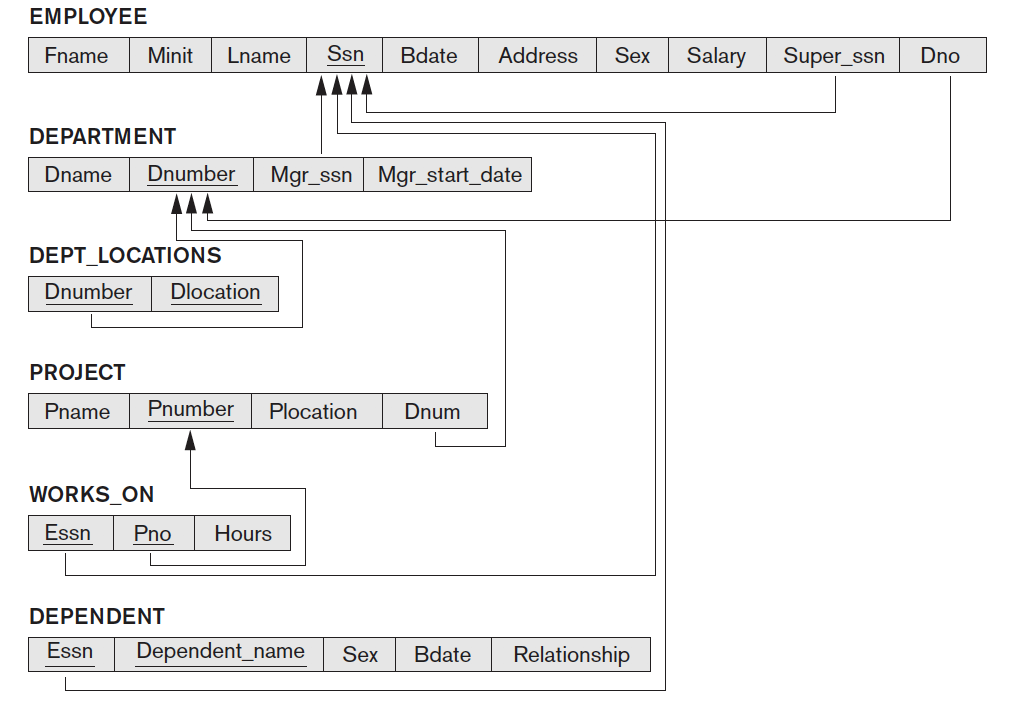 EMPLOYEE
Fname Minit Lname Ssn Bdate Address Sex Salary Super_ssn Dno
DEPARTMENT
Dname Dnumber Mgr_ssn Mgr_start_date
DEPT_LOCATIONS
Dnumber Dlocation
PROJECT
Pname Pnumber Plocation Dnum
WORKS_ON
Essn Pno Hours
DEPENDENT
Essn Dependent_name Sex Bdate Relationship